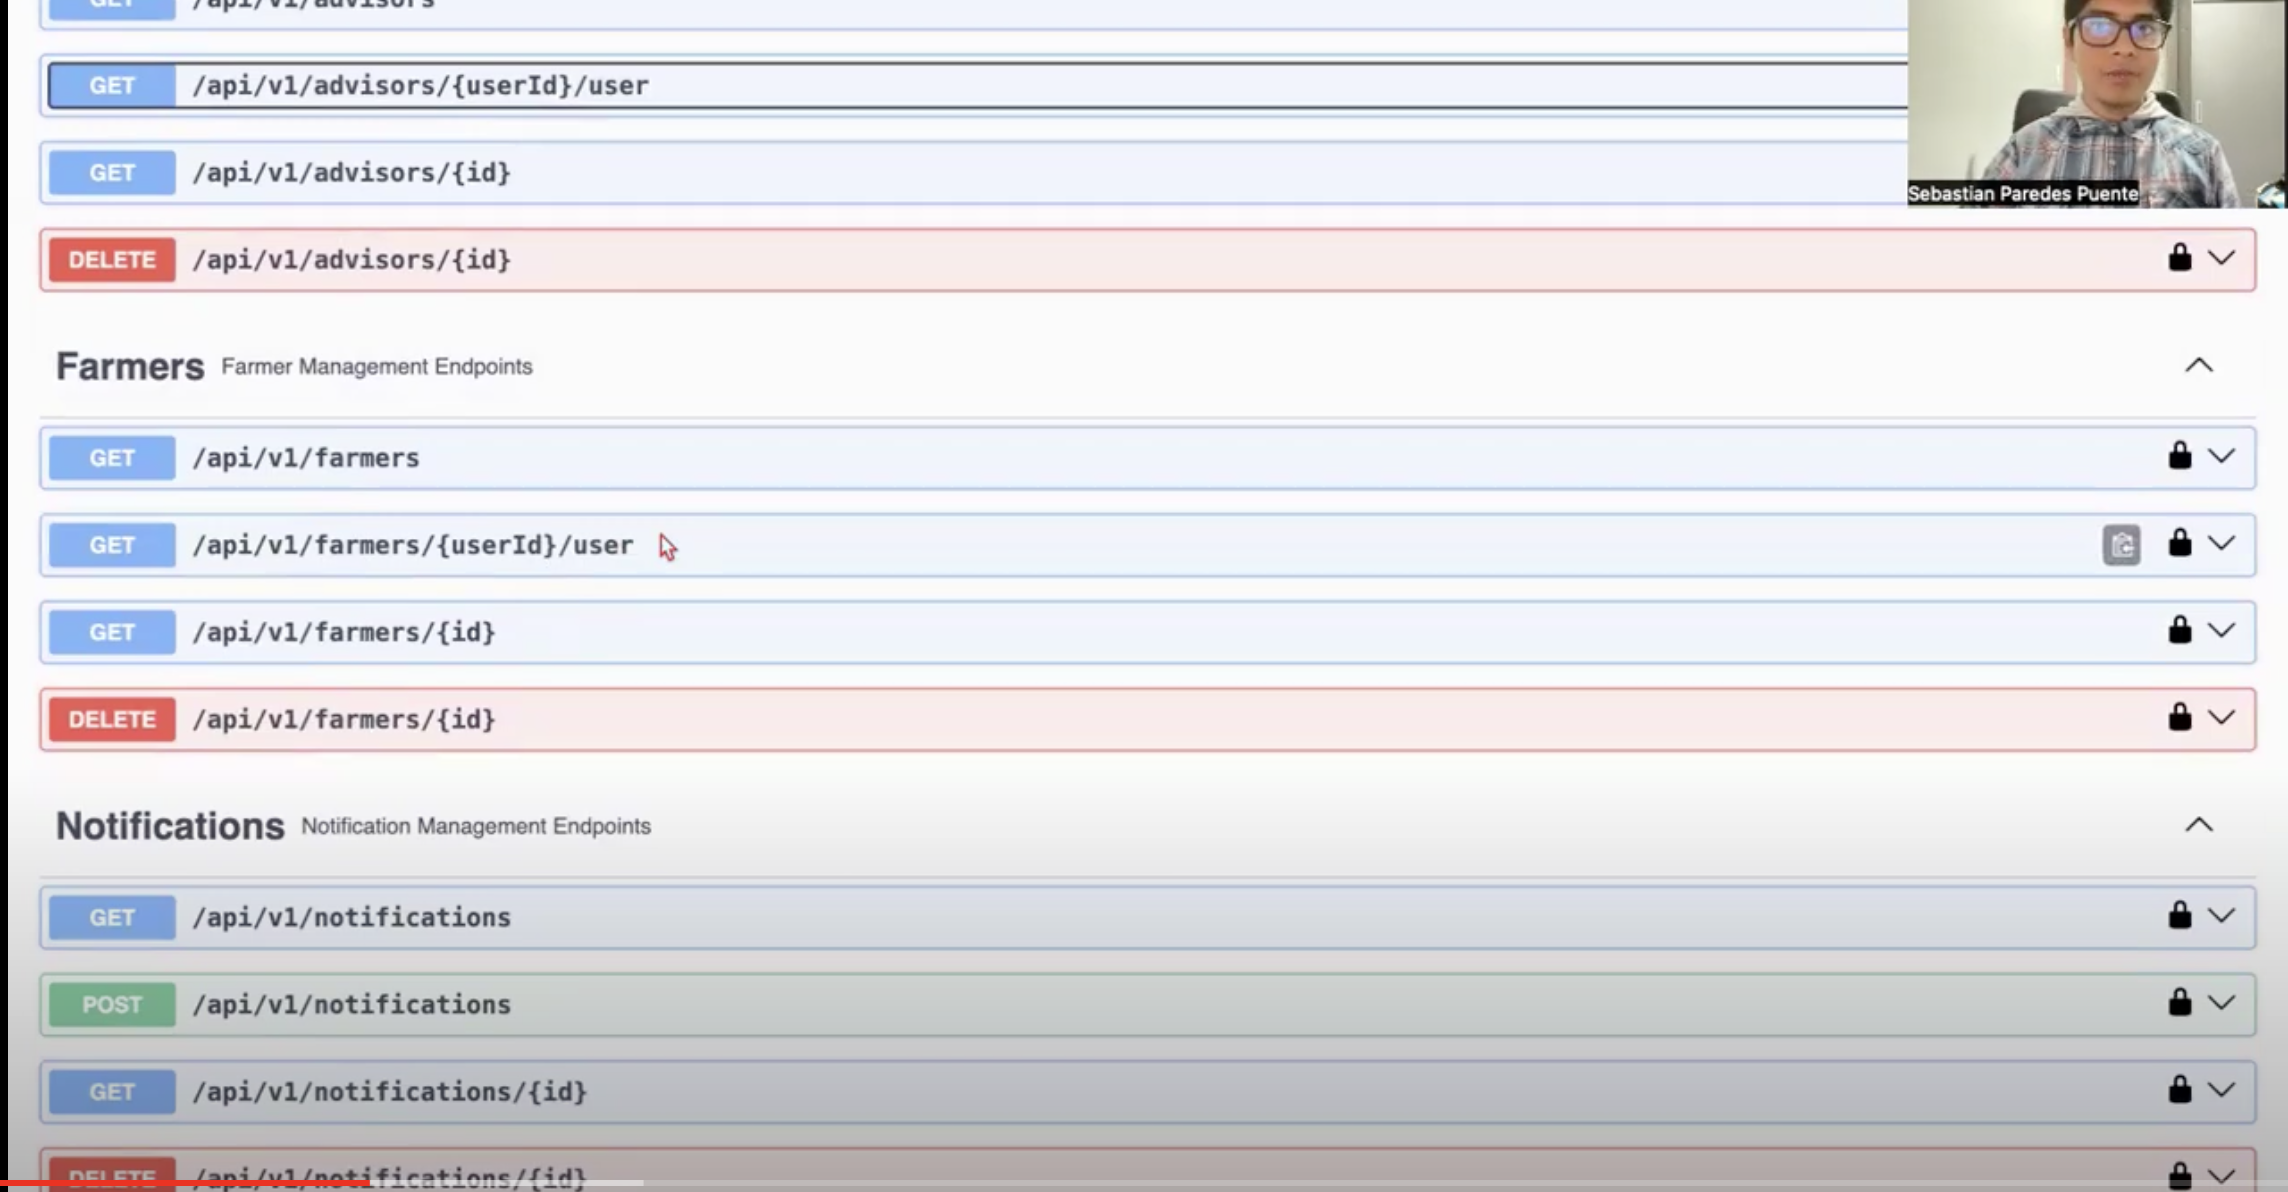 GET /api/v1/advisors
GET /api/v1/advisors/{userId}/user
GET /api/v1/advisors/{id}
Sebastian Paredes Puente
DELETE /api/v1/advisors/{id}
Farmers Farmer Management Endpoints
GET /api/v1/farmers
GET /api/v1/farmers/{userId}/user
GET /api/v1/farmers/{id}
DELETE /api/v1/farmers/{id}
Notifications Notification Management Endpoints
GET /api/v1/notifications
POST /api/v1/notifications
GET /api/v1/notifications/{id}
DELETE /api/v1/notifications/{id}